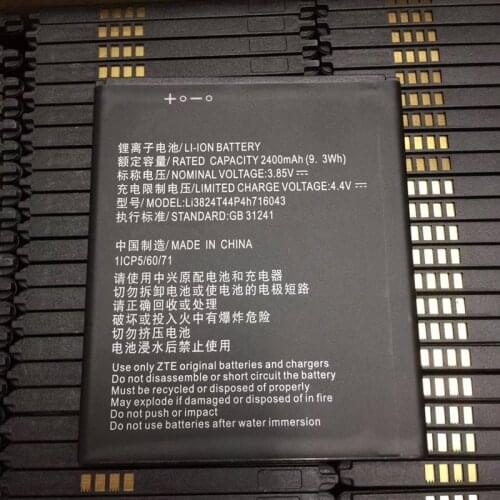 +○−○
锂离子电池/LI-ION BATTERY
额定容量/RATED CAPACITY2400mAh(9. 3Wh)
标称电压/NOMINAL VOLTAGE:3.85V⎓
充电限制电压/LIMITED CHARGE VOLTAGE:4.4V⎓
型号/MODEL:Li3824T44P4h716043
执行标准/STANDARD:GB 31241
中国制造/MADE IN CHINA
1ICP5/60/71
请使用中兴原配电池和充电器
切勿拆卸电池或使电池的电极短路
请正确回收或处理
破坏或投入火中有爆炸危险
切勿挤压电池
电池浸水后禁止使用
Use only ZTE original batteries and chargers
Do not disassemble or short circuit the battery
Must be recycled or disposed of properly
May explode if damaged or disposed of in fire
Do not push or impact
Do not use batteries after water immersion